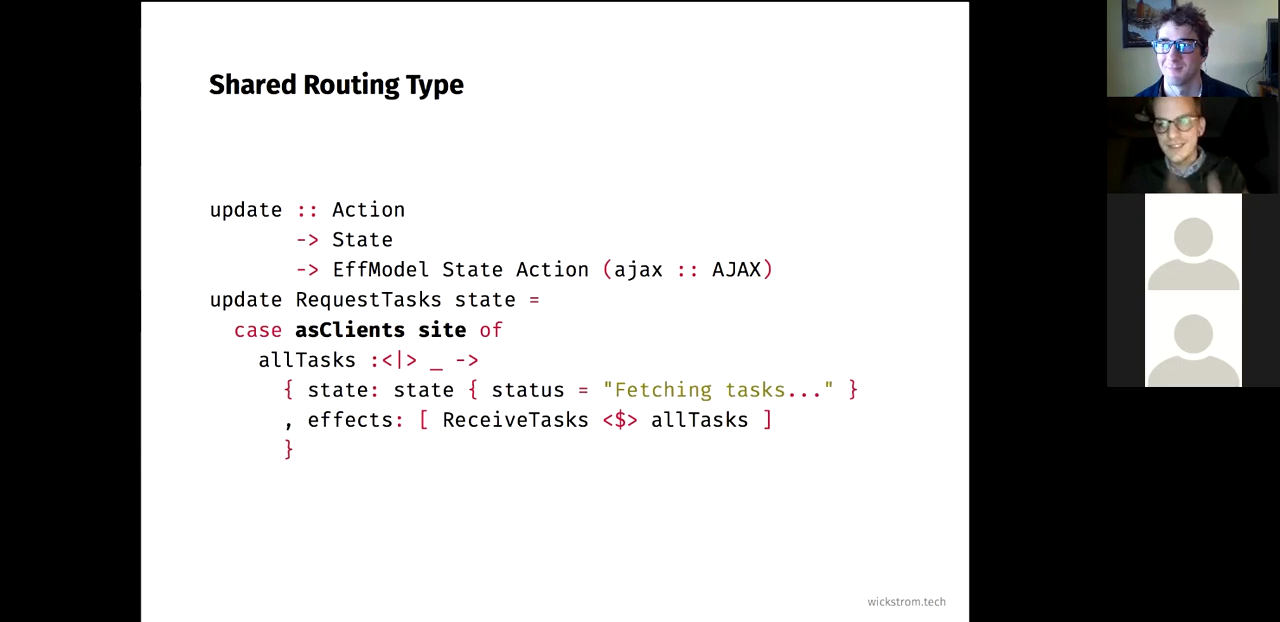 Shared Routing Type
update :: Action
-> State
-> EffModel State Action (ajax :: AJAX)
update RequestTasks state =
case asClients site of
allTasks :<|> _ ->
{ state: state { status = "Fetching tasks..." }
, effects: [ ReceiveTasks <$> allTasks ]
}
wickstrom.tech